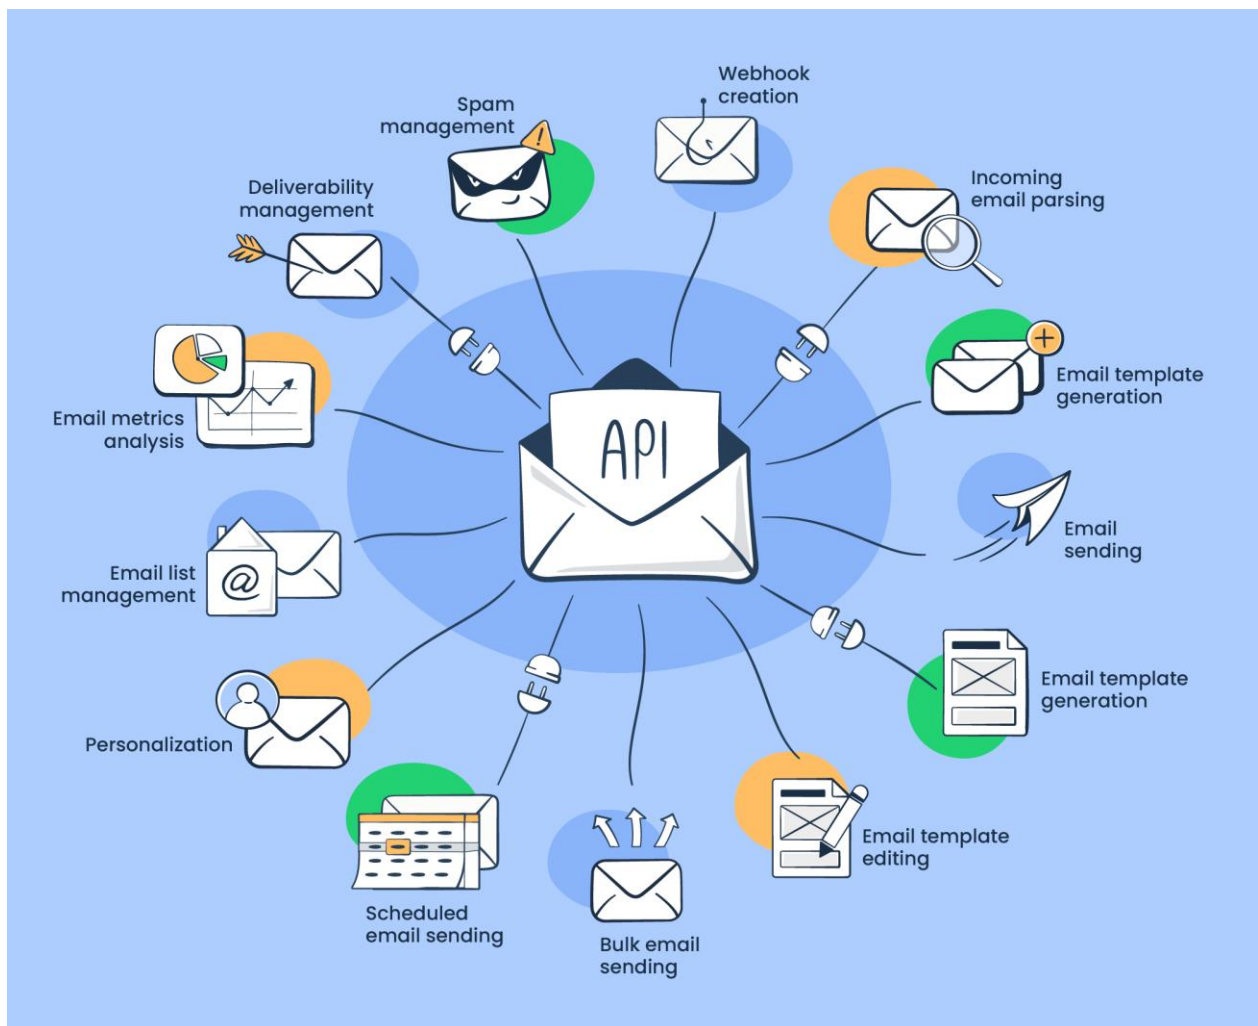 Webhook
creation
Spam
management
Incoming
email parsing
Deliverability
management
Email template
generation
Email metrics
analysis
API
Email
sending
Email list
management
@
Email template
generation
Personalization
Email template
editing
Scheduled
email sending
Bulk email
sending